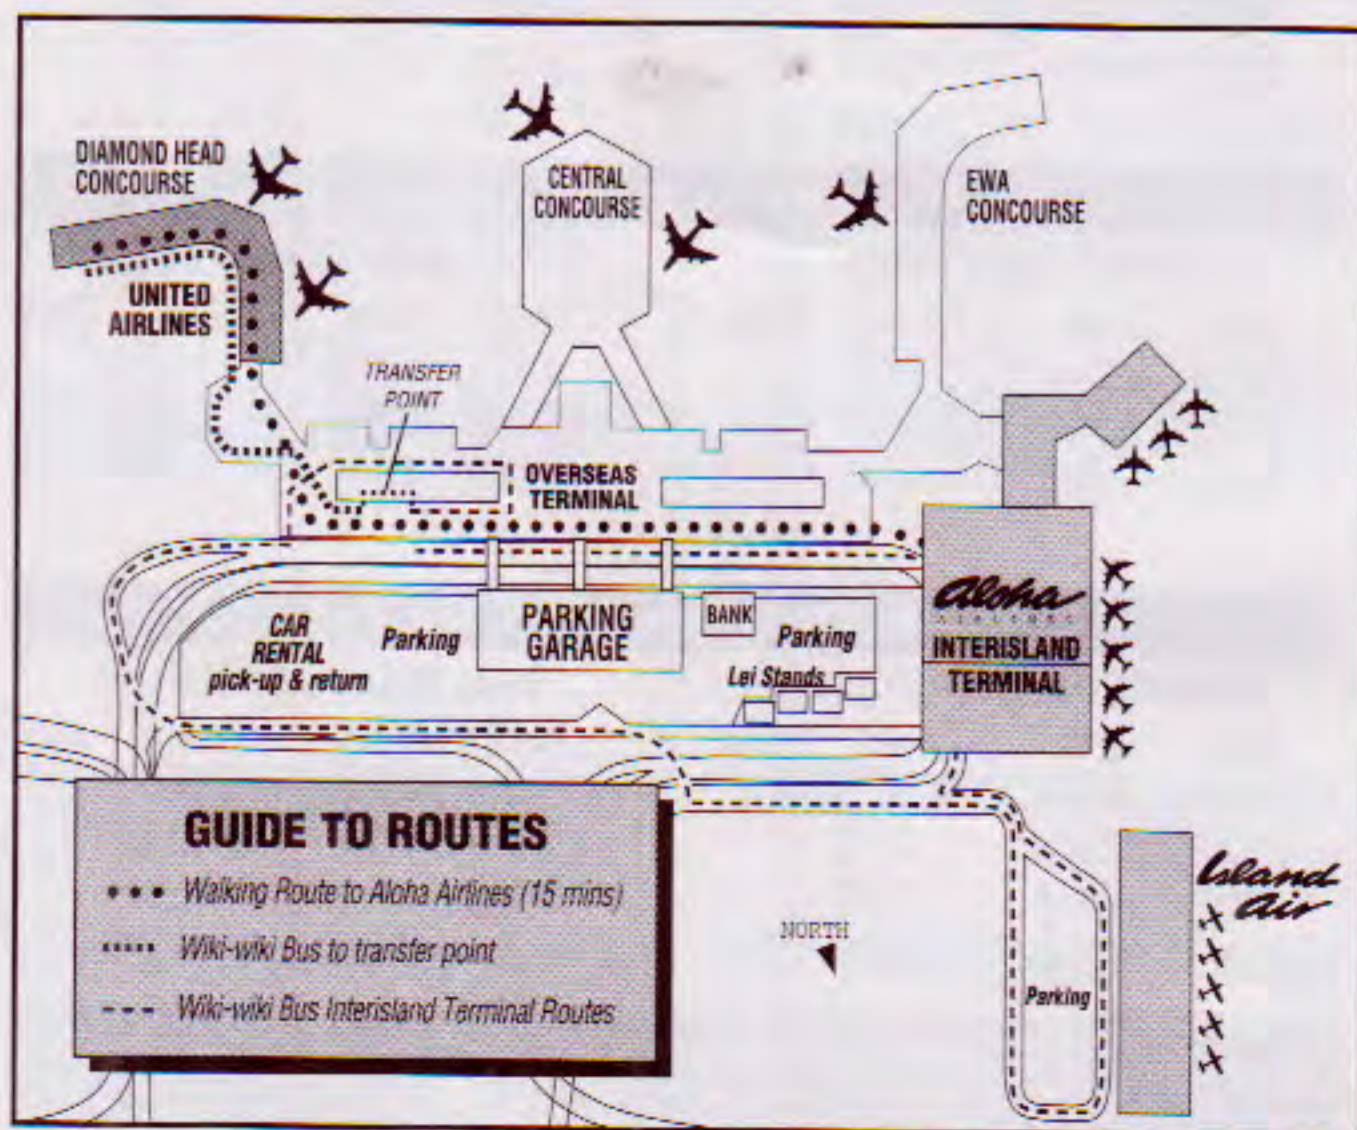 DIAMOND HEAD
CONCOURSE
CENTRAL
CONCOURSE
EWA
CONCOURSE
UNITED
AIRLINES
TRANSFER
POINT
OVERSEAS
TERMINAL
CAR
RENTAL
pick-up & return
Parking
PARKING
GARAGE
BANK
Parking
Lei Stands
Aloha
AIRLINES
INTERISLAND
TERMINAL
GUIDE TO ROUTES
Walking Route to Aloha Airlines (15 mins)
Wiki-wiki Bus to transfer point
Wiki-wiki Bus Interisland Terminal Routes
NORTH
Parking
Island
Air